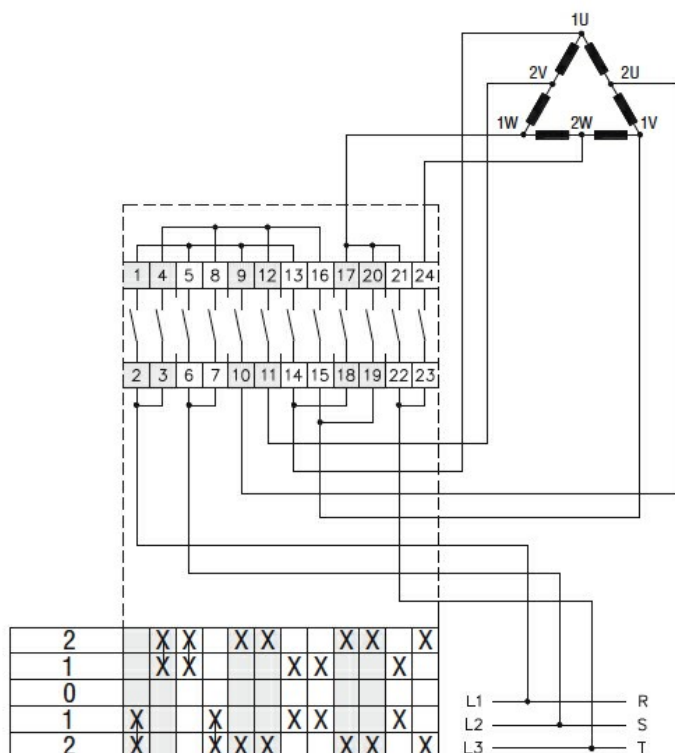 1U
2V 2U
1W 2W 1V
1 4 5 8 9 12 13 16 17 20 21 24
2 3 6 7 10 11 14 15 18 19 22 23
2 X X X X X X X
1 X X X X X
0
1 X X X X X
2 X X X X X X X
L1 R
L2 S
L3 T